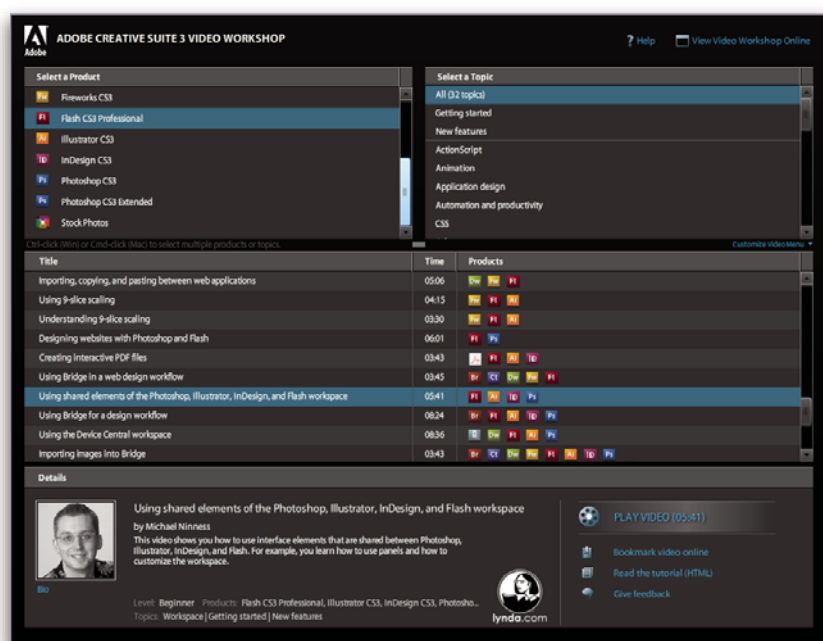 Adobe
ADOBE CREATIVE SUITE 3 VIDEO WORKSHOP
? Help
View Video Workshop Online
Select a Product
Fw Fireworks CS3
Fl Flash CS3 Professional
Ai Illustrator CS3
ID InDesign CS3
Ps Photoshop CS3
Ps Photoshop CS3 Extended
Stock Photos
Select a Topic
All (32 topics)
Getting started
New features
ActionScript
Animation
Application design
Automation and productivity
CSS
Ctrl-click (Win) or Cmd-click (Mac) to select multiple products or topics.
Customize Video Menu
Title Time Products
Importing, copying, and pasting between web applications 05:06 Dw Fw Fl
Using 9-slice scaling 04:15 Fw Fl Ai
Understanding 9-slice scaling 03:30 Fw Fl Ai
Designing websites with Photoshop and Flash 06:01 Fl Ps
Creating interactive PDF files 03:43 Fl Ai ID
Using Bridge in a web design workflow 03:45 Br Ct Dw Fw Fl
Using shared elements of the Photoshop, Illustrator, InDesign, and Flash workspace 05:41 Fl Ai ID Ps
Using Bridge for a design workflow 08:24 Br Fl Ai ID Ps
Using the Device Central workspace 08:36 Dw Fl Ai Ps
Importing images into Bridge 03:43 Br Ct Dw Fw Fl Ai ID Ps
Details
Using shared elements of the Photoshop, Illustrator, InDesign, and Flash workspace
by Michael Ninness
This video shows you how to use interface elements that are shared between Photoshop,
Illustrator, InDesign, and Flash. For example, you learn how to use panels and how to
customize the workspace.
Bio
Level: Beginner Products: Flash CS3 Professional, Illustrator CS3, InDesign CS3, Photosho...
Topics: Workspace | Getting started | New features
lynda.com
PLAY VIDEO (05:41)
Bookmark video online
Read the tutorial (HTML)
Give feedback